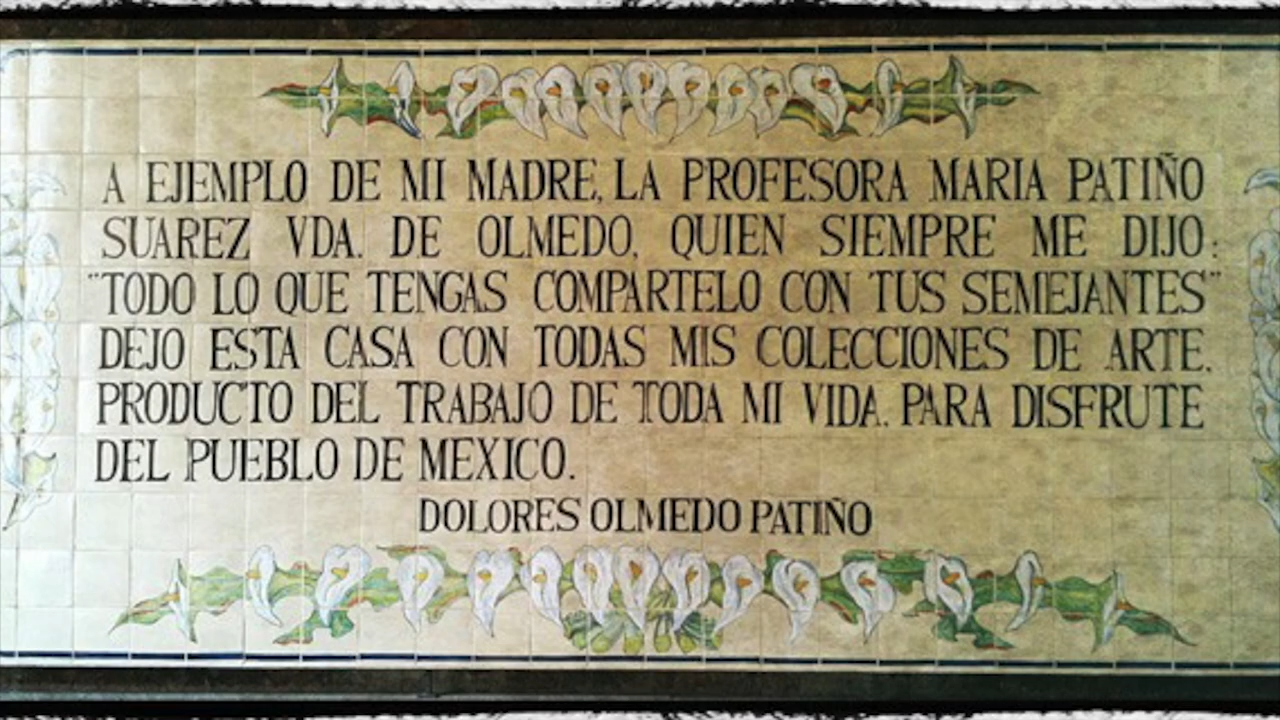 A EJEMPLO DE MI MADRE, LA PROFESORA MARIA PATIÑO
SUAREZ VDA. DE OLMEDO, QUIEN SIEMPRE ME DIJO:
"TODO LO QUE TENGAS COMPARTELO CON TUS SEMEJANTES"
DEJO ESTA CASA CON TODAS MIS COLECCIONES DE ARTE.
PRODUCTO DEL TRABAJO DE TODA MI VIDA. PARA DISFRUTE
DEL PUEBLO DE MEXICO.
DOLORES OLMEDO PATIÑO